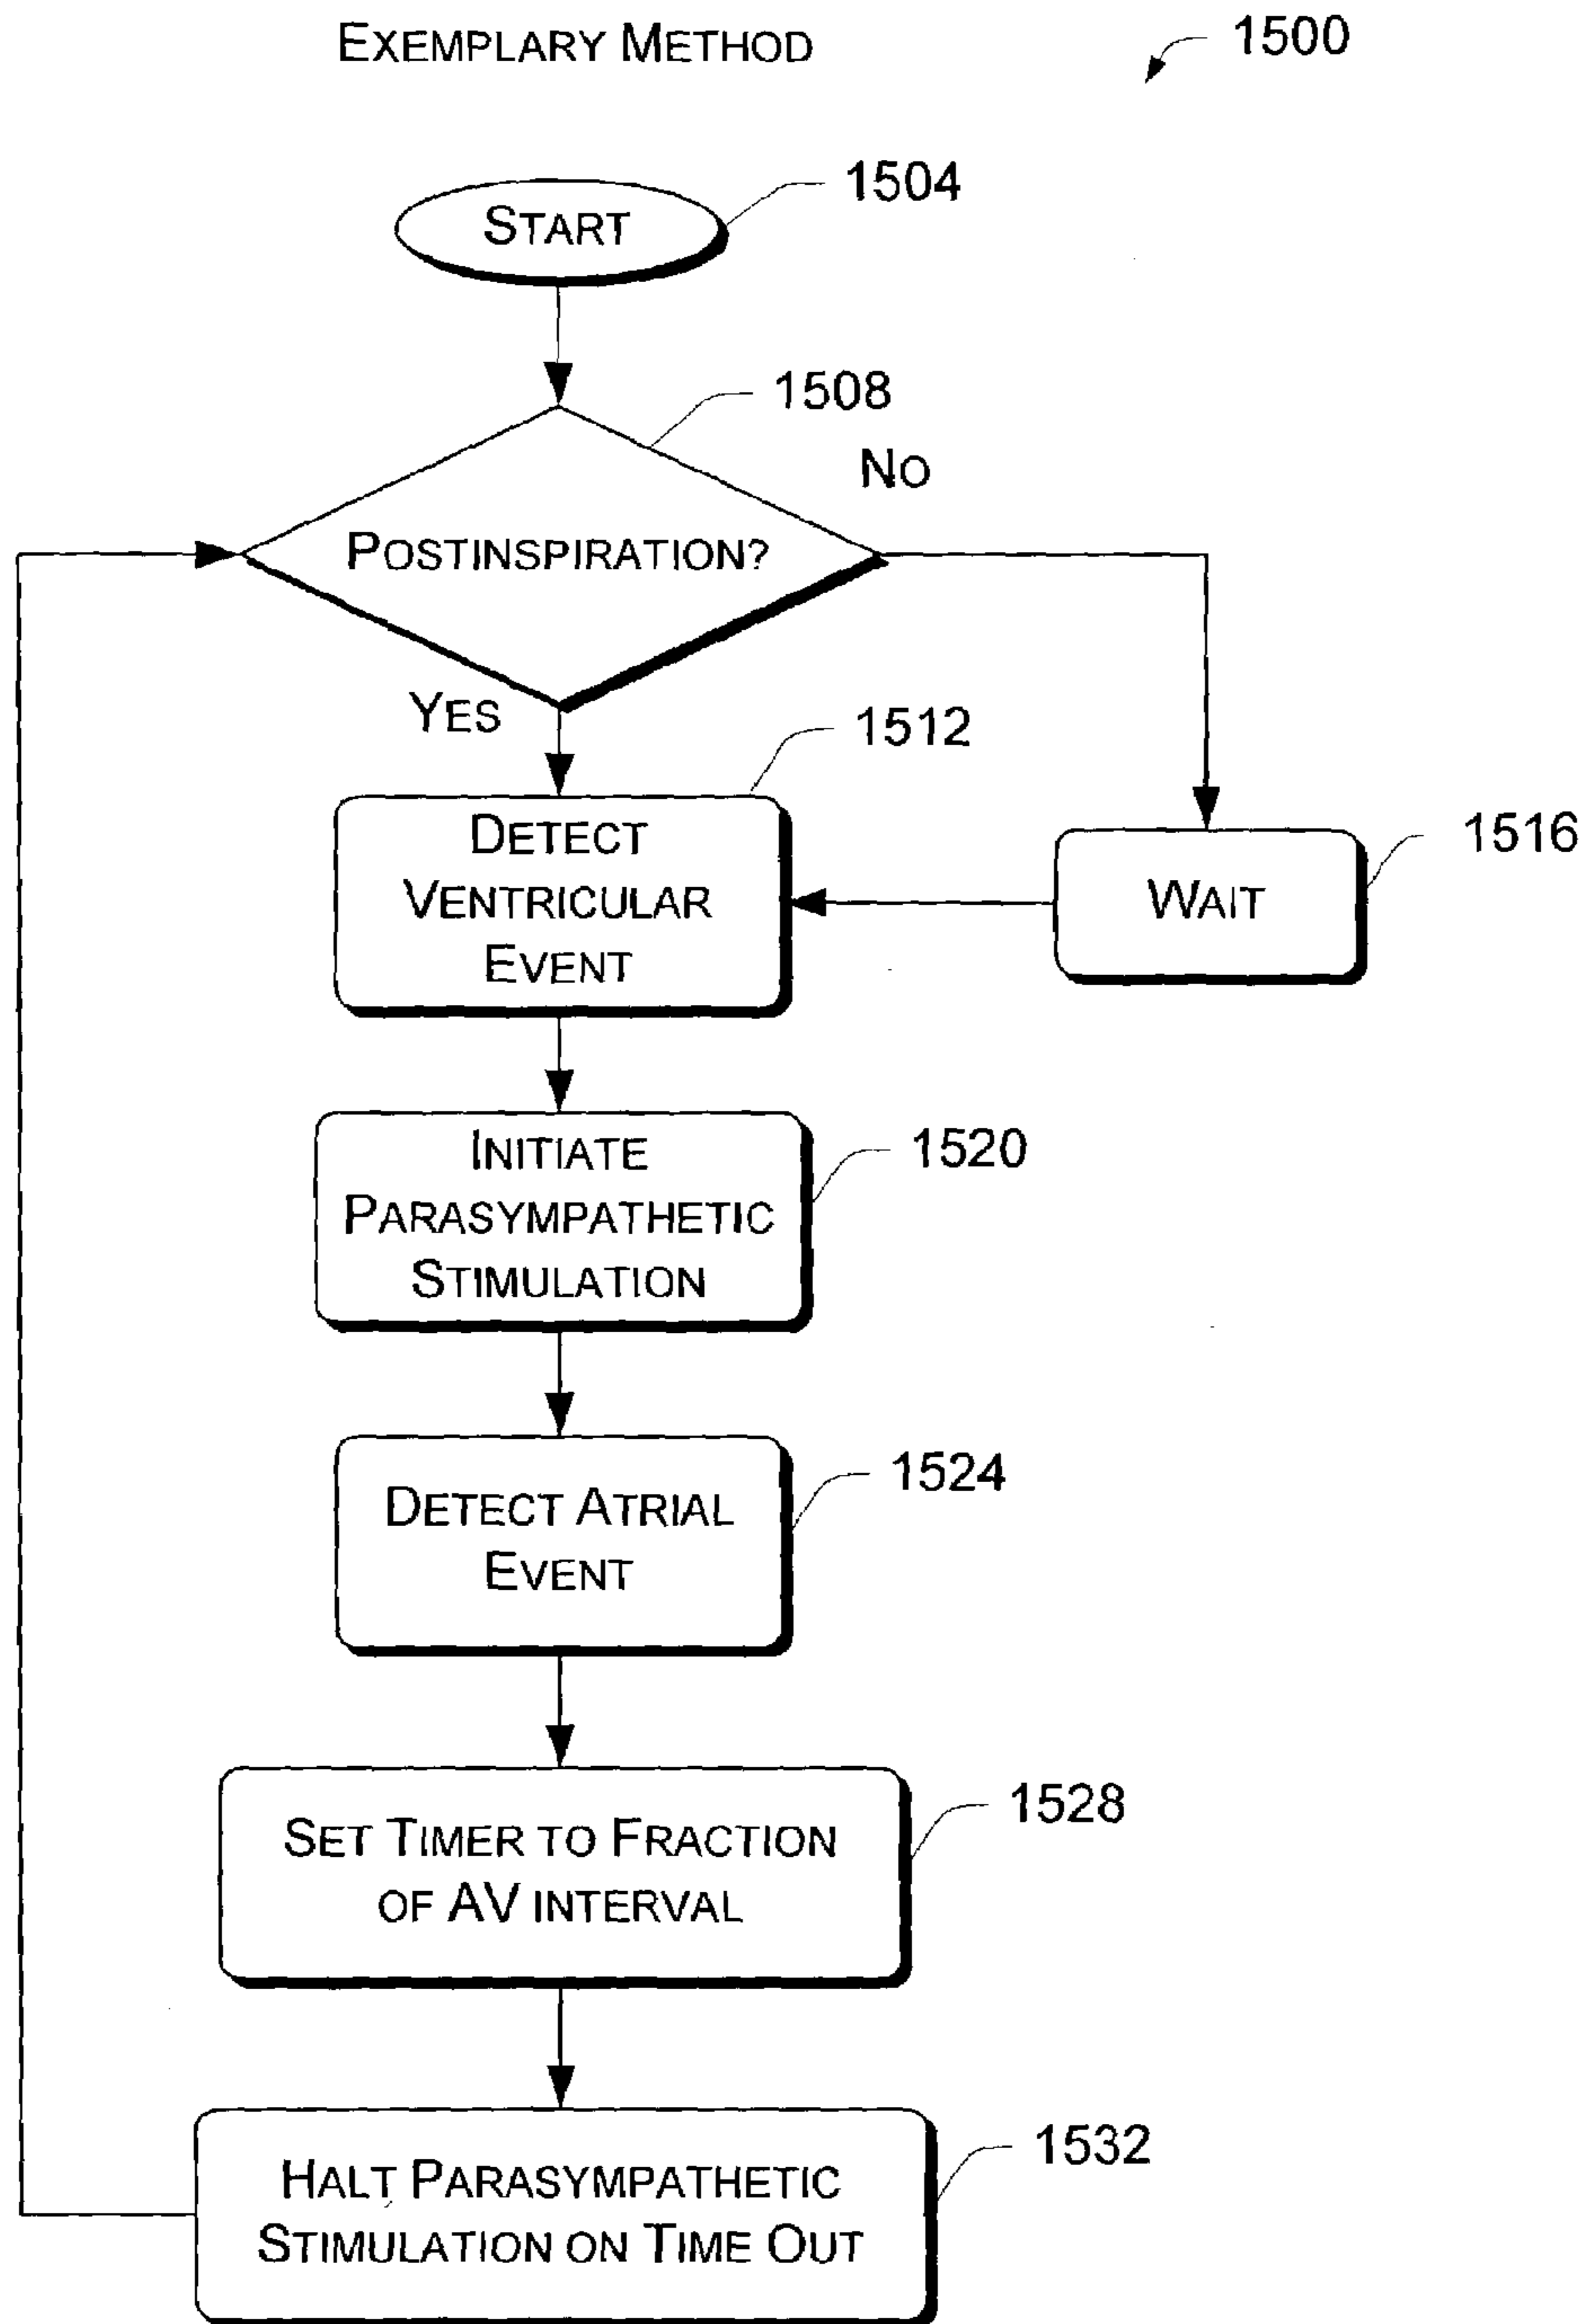 EXEMPLARY METHOD
1500
START
1504
1508
NO
POSTINSPIRATION?
YES
1512
DETECT
VENTRICULAR
EVENT
1516
WAIT
1520
INITIATE
PARASYMPATHETIC
STIMULATION
1524
DETECT ATRIAL
EVENT
1528
SET TIMER TO FRACTION
OF AV INTERVAL
1532
HALT PARASYMPATHETIC
STIMULATION ON TIME OUT